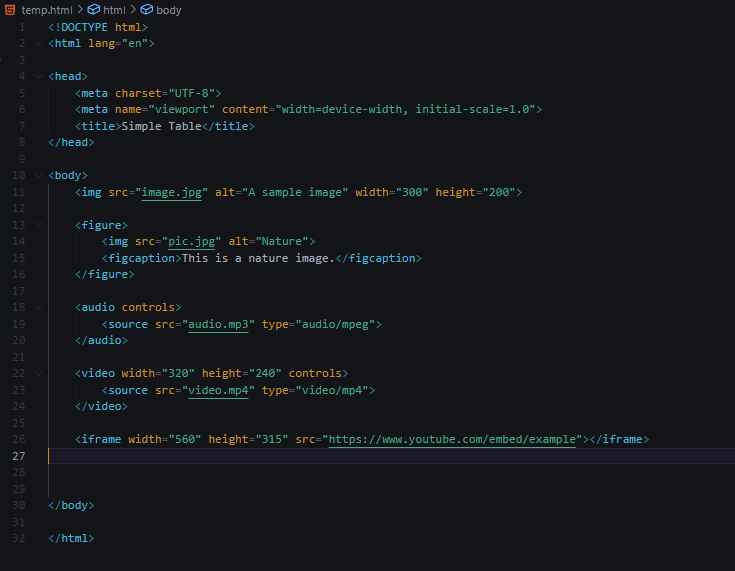 temp.html > html > body
1 <!DOCTYPE html>
2 <html lang="en">
3
4 <head>
5     <meta charset="UTF-8">
6     <meta name="viewport" content="width=device-width, initial-scale=1.0">
7     <title>Simple Table</title>
8 </head>
9
10 <body>
11     <img src="image.jpg" alt="A sample image" width="300" height="200">
12
13     <figure>
14         <img src="pic.jpg" alt="Nature">
15         <figcaption>This is a nature image.</figcaption>
16     </figure>
17
18     <audio controls>
19         <source src="audio.mp3" type="audio/mpeg">
20     </audio>
21
22     <video width="320" height="240" controls>
23         <source src="video.mp4" type="video/mp4">
24     </video>
25
26     <iframe width="560" height="315" src="https://www.youtube.com/embed/example"></iframe>
27
28
29
30 </body>
31
32 </html>